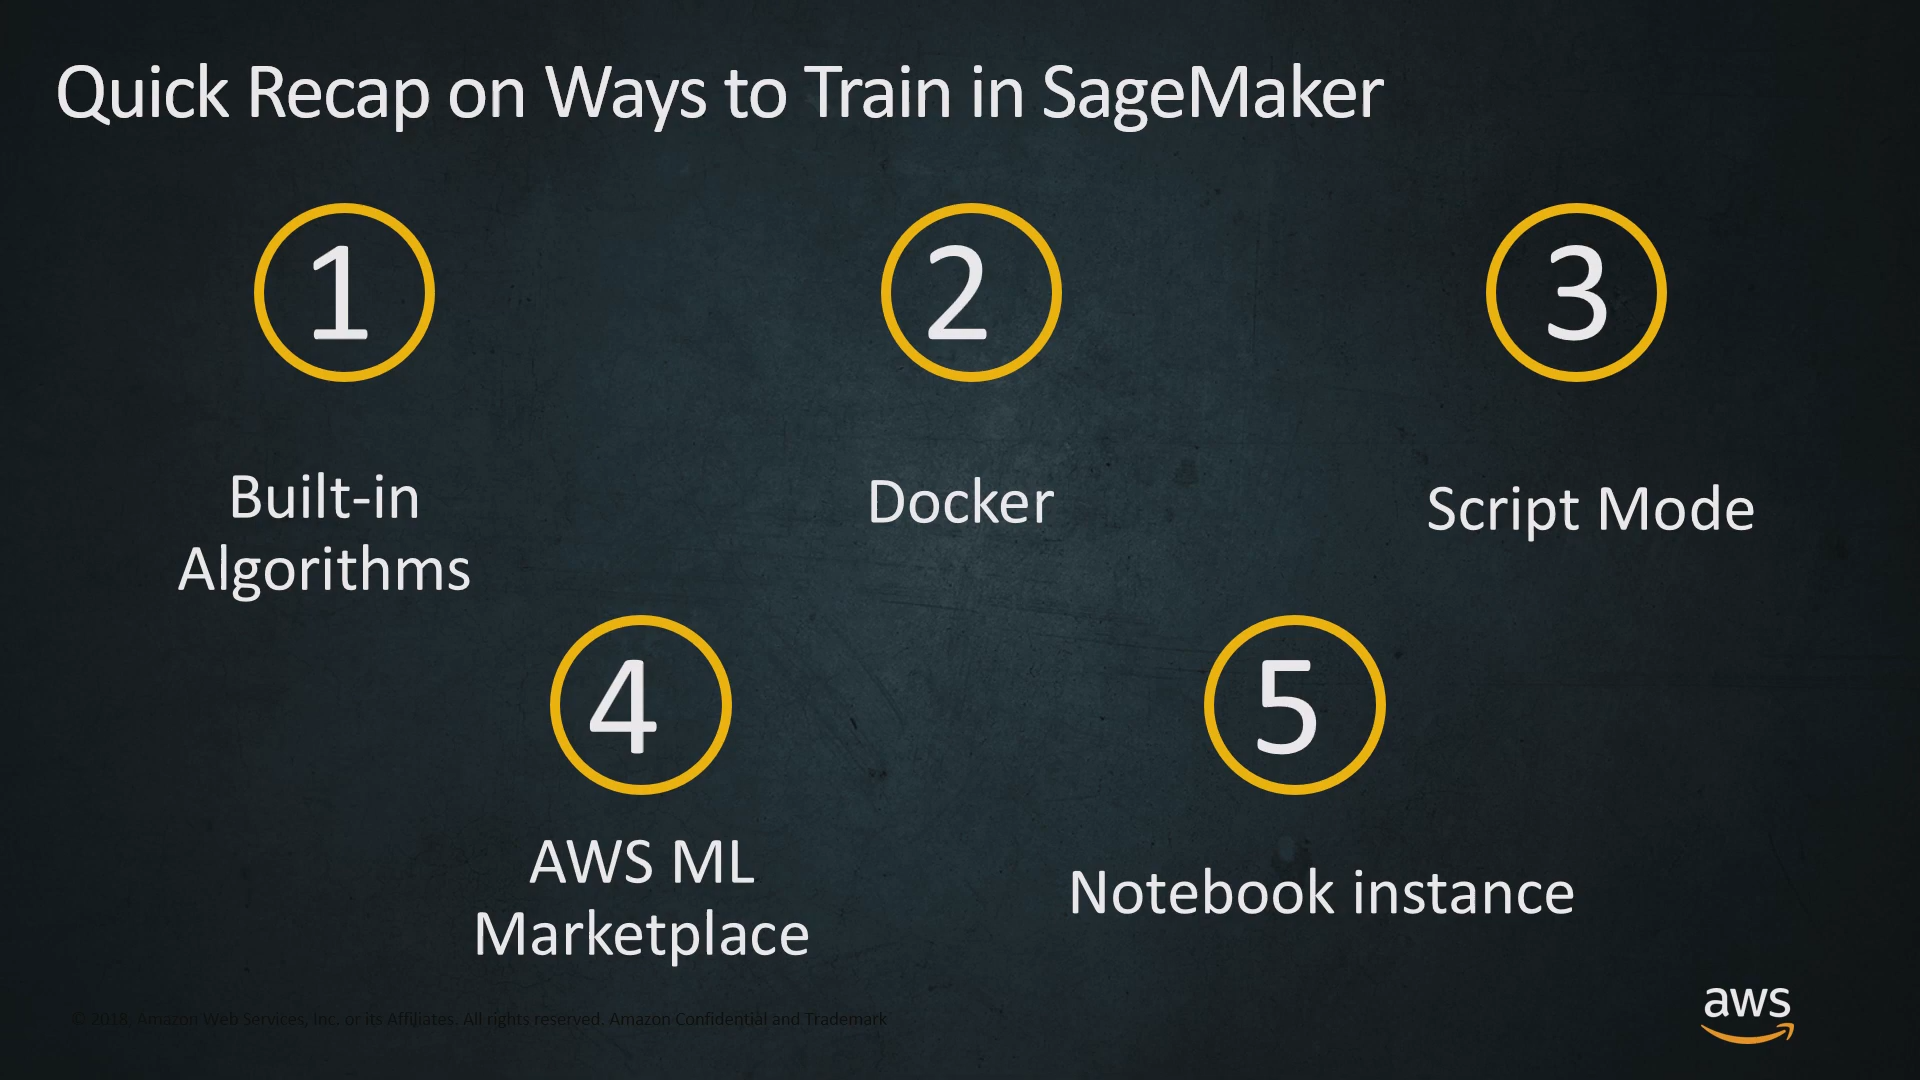 Quick Recap on Ways to Train in SageMaker
1
2
3
Built-in
Algorithms
Docker
Script Mode
4
5
AWS ML
Marketplace
Notebook instance
© 2018, Amazon Web Services, Inc. or its Affiliates. All rights reserved. Amazon Confidential and Trademark
aws